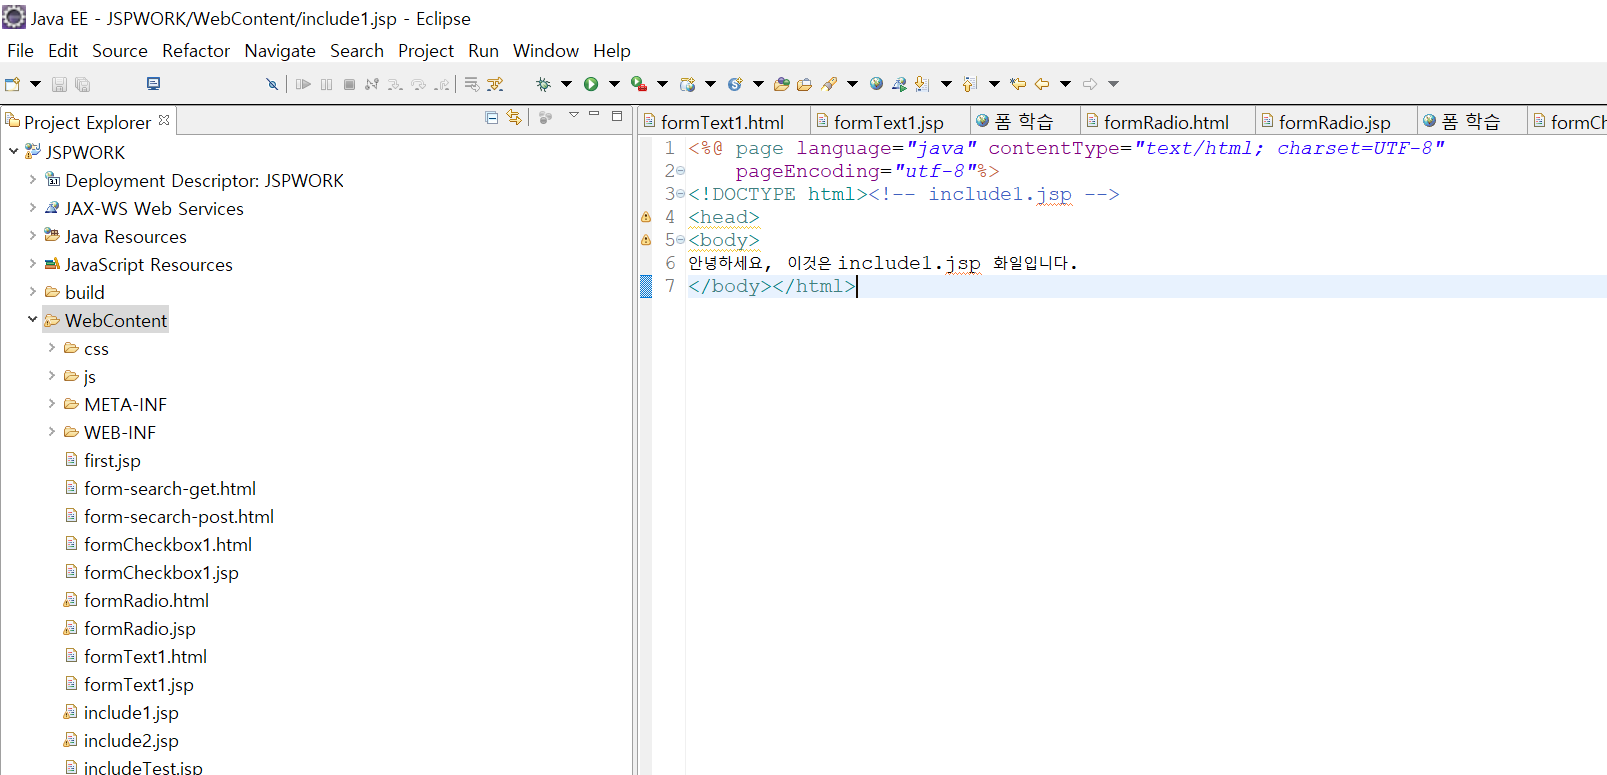 Java EE - JSPWORK/WebContent/include1.jsp - Eclipse
File Edit Source Refactor Navigate Search Project Run Window Help
Project Explorer
JSPWORK
Deployment Descriptor: JSPWORK
JAX-WS Web Services
Java Resources
JavaScript Resources
build
WebContent
css
js
META-INF
WEB-INF
first.jsp
form-search-get.html
form-secarch-post.html
formCheckbox1.html
formCheckbox1.jsp
formRadio.html
formRadio.jsp
formText1.html
formText1.jsp
include1.jsp
include2.jsp
includeTest.jsp
formText1.html formText1.jsp 폼 학습 formRadio.html formRadio.jsp 폼 학습 formCh
1 <%@ page language="java" contentType="text/html; charset=UTF-8"
2 pageEncoding="utf-8"%>
3 <!DOCTYPE html><!-- include1.jsp -->
4 <head>
5 <body>
6 안녕하세요, 이것은 include1.jsp 화일입니다.
7 </body></html>